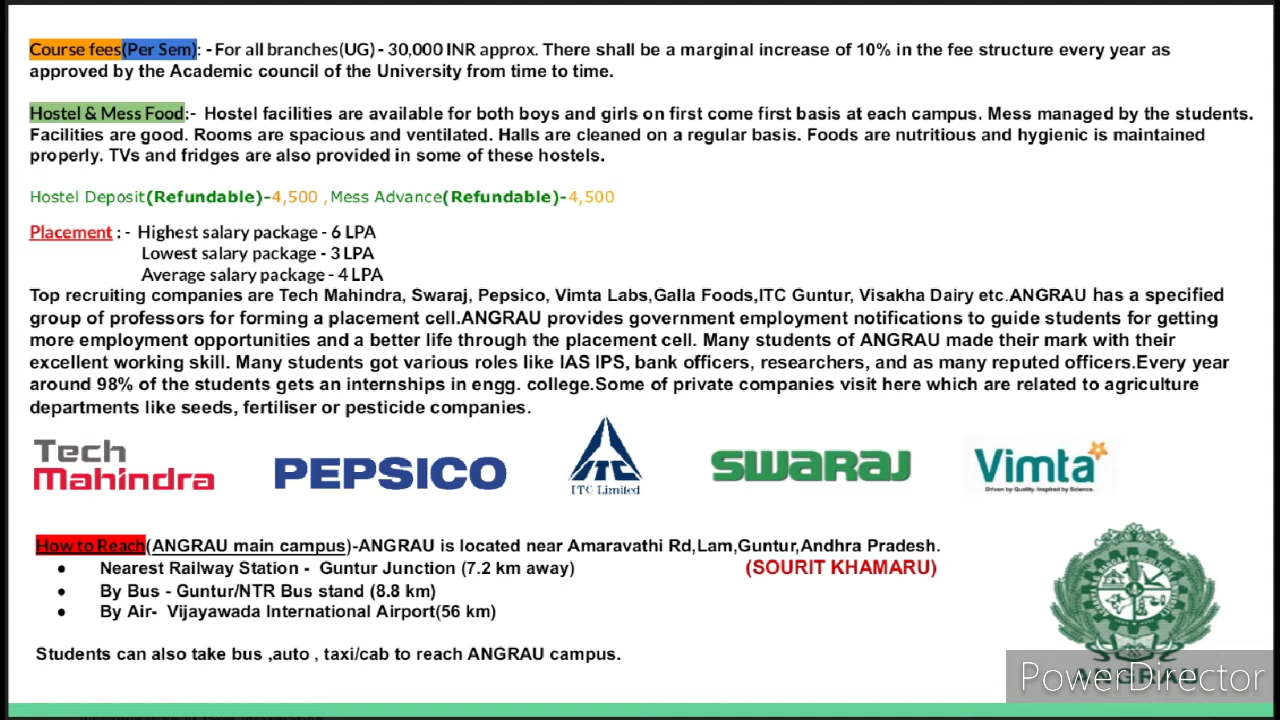 Course fees(Per Sem): - For all branches(UG) - 30,000 INR approx. There shall be a marginal increase of 10% in the fee structure every year as
approved by the Academic council of the University from time to time.
Hostel & Mess Food:- Hostel facilities are available for both boys and girls on first come first basis at each campus. Mess managed by the students.
Facilities are good. Rooms are spacious and ventilated. Halls are cleaned on a regular basis. Foods are nutritious and hygienic is maintained
properly. TVs and fridges are also provided in some of these hostels.
Hostel Deposit(Refundable)-4,500 ,Mess Advance(Refundable)-4,500
Placement : - Highest salary package - 6 LPA
Lowest salary package - 3 LPA
Average salary package - 4 LPA
Top recruiting companies are Tech Mahindra, Swaraj, Pepsico, Vimta Labs,Galla Foods,ITC Guntur, Visakha Dairy etc.ANGRAU has a specified
group of professors for forming a placement cell.ANGRAU provides government employment notifications to guide students for getting
more employment opportunities and a better life through the placement cell. Many students of ANGRAU made their mark with their
excellent working skill. Many students got various roles like IAS IPS, bank officers, researchers, and as many reputed officers.Every year
around 98% of the students gets an internships in engg. college.Some of private companies visit here which are related to agriculture
departments like seeds, fertiliser or pesticide companies.
Tech
Mahindra
PEPSICO
ITC Limited
SWARAJ
Vimta
Driven by Quality. Inspired by Science.
How to Reach(ANGRAU main campus)-ANGRAU is located near Amaravathi Rd,Lam,Guntur,Andhra Pradesh.
• Nearest Railway Station - Guntur Junction (7.2 km away)
(SOURIT KHAMARU)
• By Bus - Guntur/NTR Bus stand (8.8 km)
• By Air- Vijayawada International Airport(56 km)
Students can also take bus ,auto , taxi/cab to reach ANGRAU campus.
ANGRAU
PowerDirector